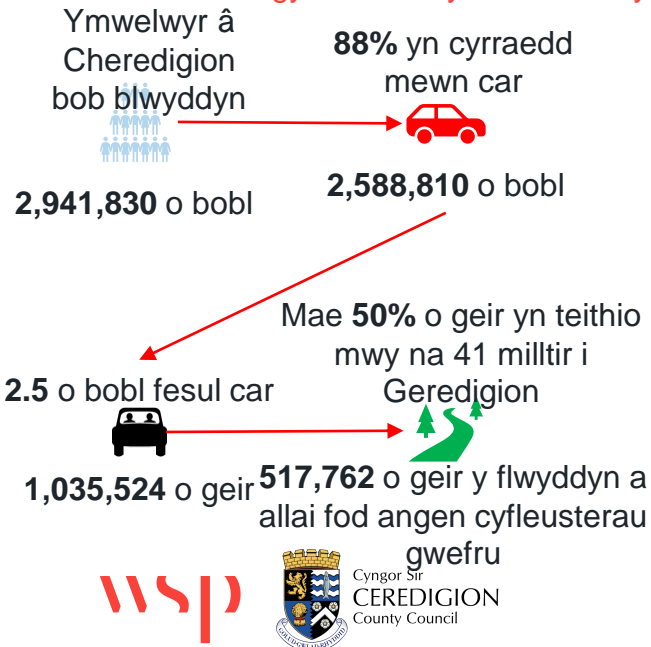 Ymwelwyr â
Cheredigion
bob blwyddyn
88% yn cyrraedd
mewn car
2,941,830 o bobl
2,588,810 o bobl
Mae 50% o geir yn teithio
mwy na 41 milltir i
Geredigion
2.5 o bobl fesul car
1,035,524 o geir
517,762 o geir y flwyddyn a
allai fod angen cyfleusterau
gwefru
wsp
Cyngor Sir
CEREDIGION
County Council